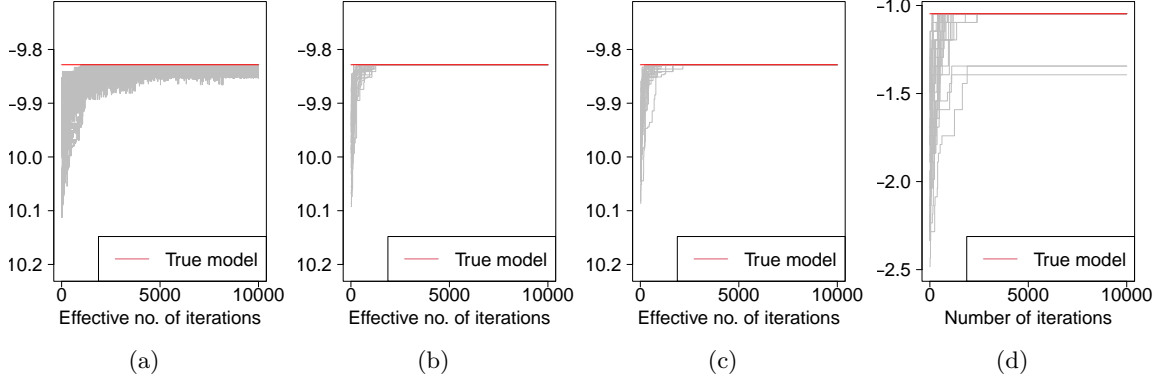 −9.8
−9.9
10.0
10.1
10.2
0 5000 10000
Effective no. of iterations
True model
(a)
−9.8
−9.9
10.0
10.1
10.2
0 5000 10000
Effective no. of iterations
True model
(b)
−9.8
−9.9
10.0
10.1
10.2
0 5000 10000
Effective no. of iterations
True model
(c)
−1.0
−1.5
−2.0
−2.5
0 5000 10000
Number of iterations
True model
(d)